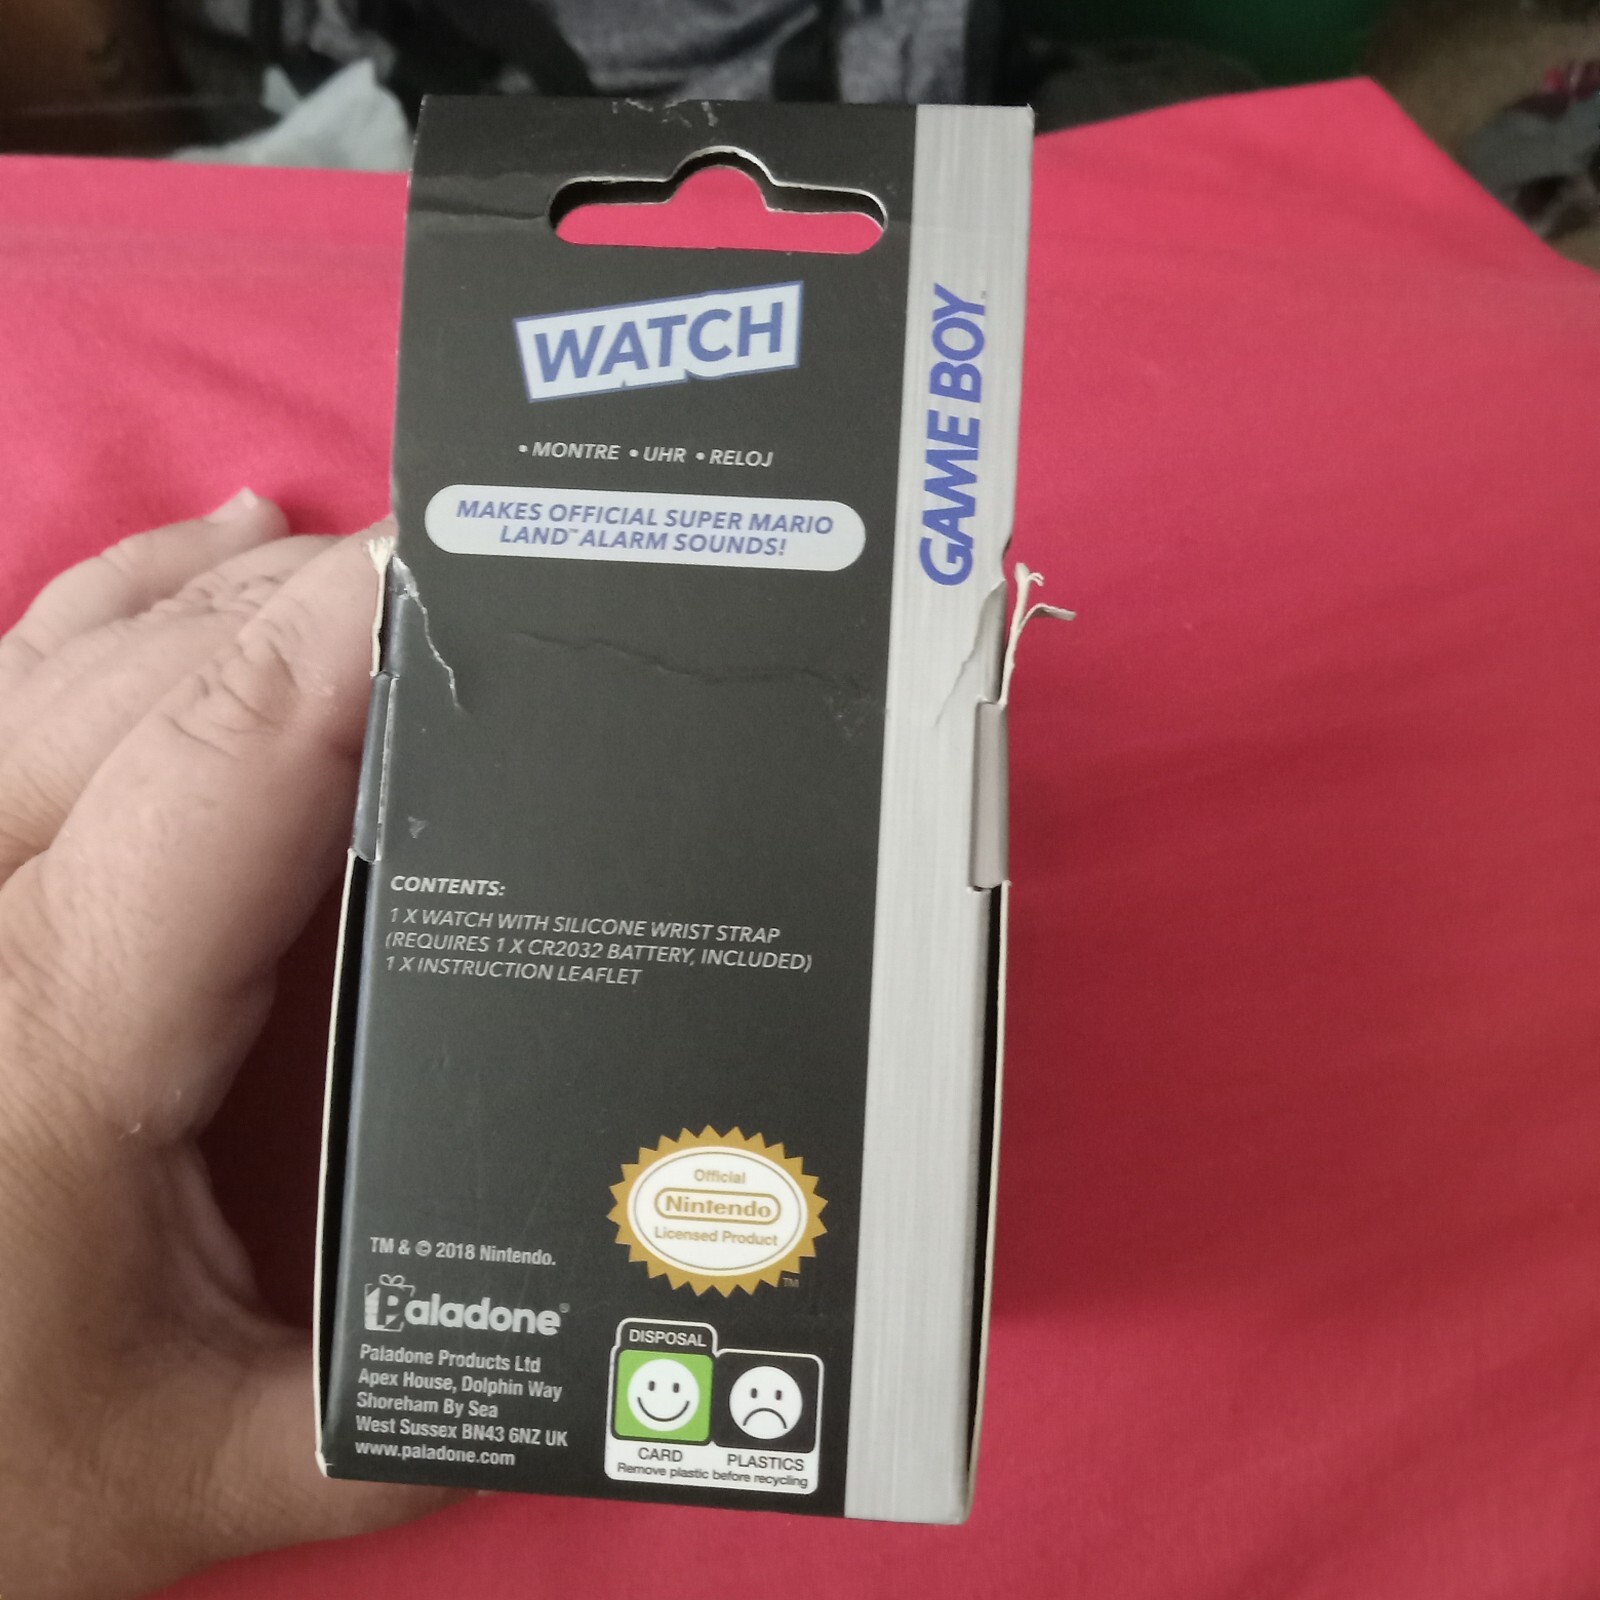 WATCH
• MONTRE • UHR • RELOJ
MAKES OFFICIAL SUPER MARIO
LAND™ ALARM SOUNDS!
GAME BOY™
CONTENTS:
1 X WATCH WITH SILICONE WRIST STRAP
(REQUIRES 1 X CR2032 BATTERY, INCLUDED)
1 X INSTRUCTION LEAFLET
Official
Nintendo
Licensed Product
TM
TM & © 2018 Nintendo.
Paladone®
Paladone Products Ltd
Apex House, Dolphin Way
Shoreham By Sea
West Sussex BN43 6NZ UK
www.paladone.com
DISPOSAL
CARD PLASTICS
Remove plastic before recycling